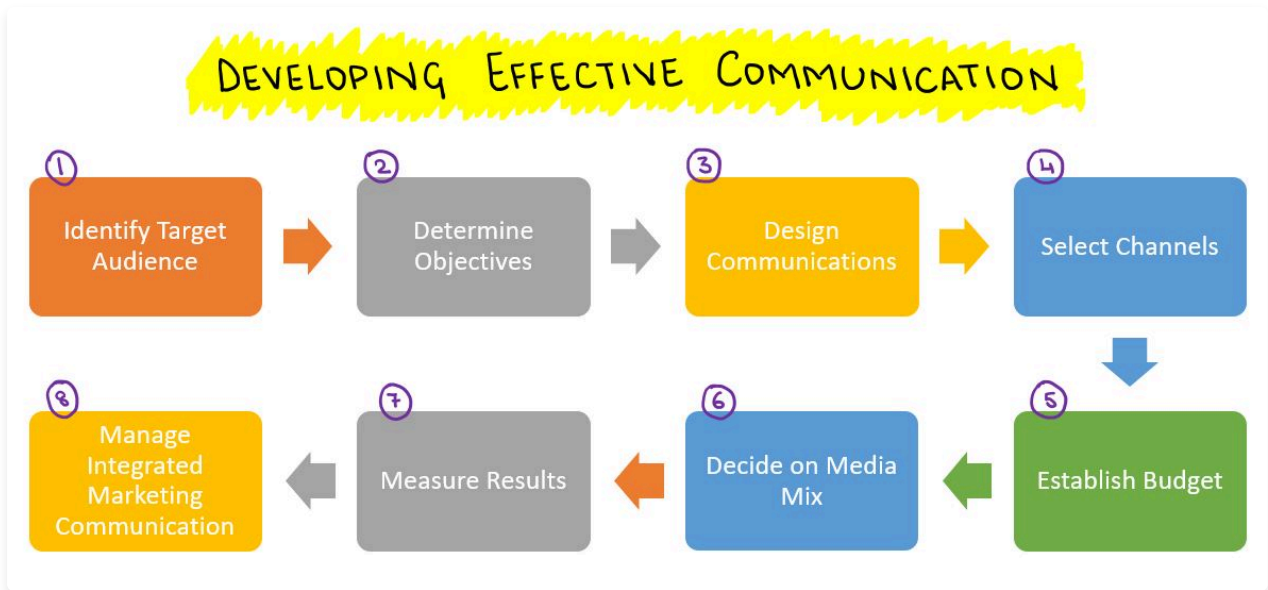 DEVELOPING EFFECTIVE COMMUNICATION
1
Identify Target
Audience
2
Determine
Objectives
3
Design
Communications
4
Select Channels
5
Establish Budget
6
Decide on Media
Mix
7
Measure Results
8
Manage
Integrated
Marketing
Communication